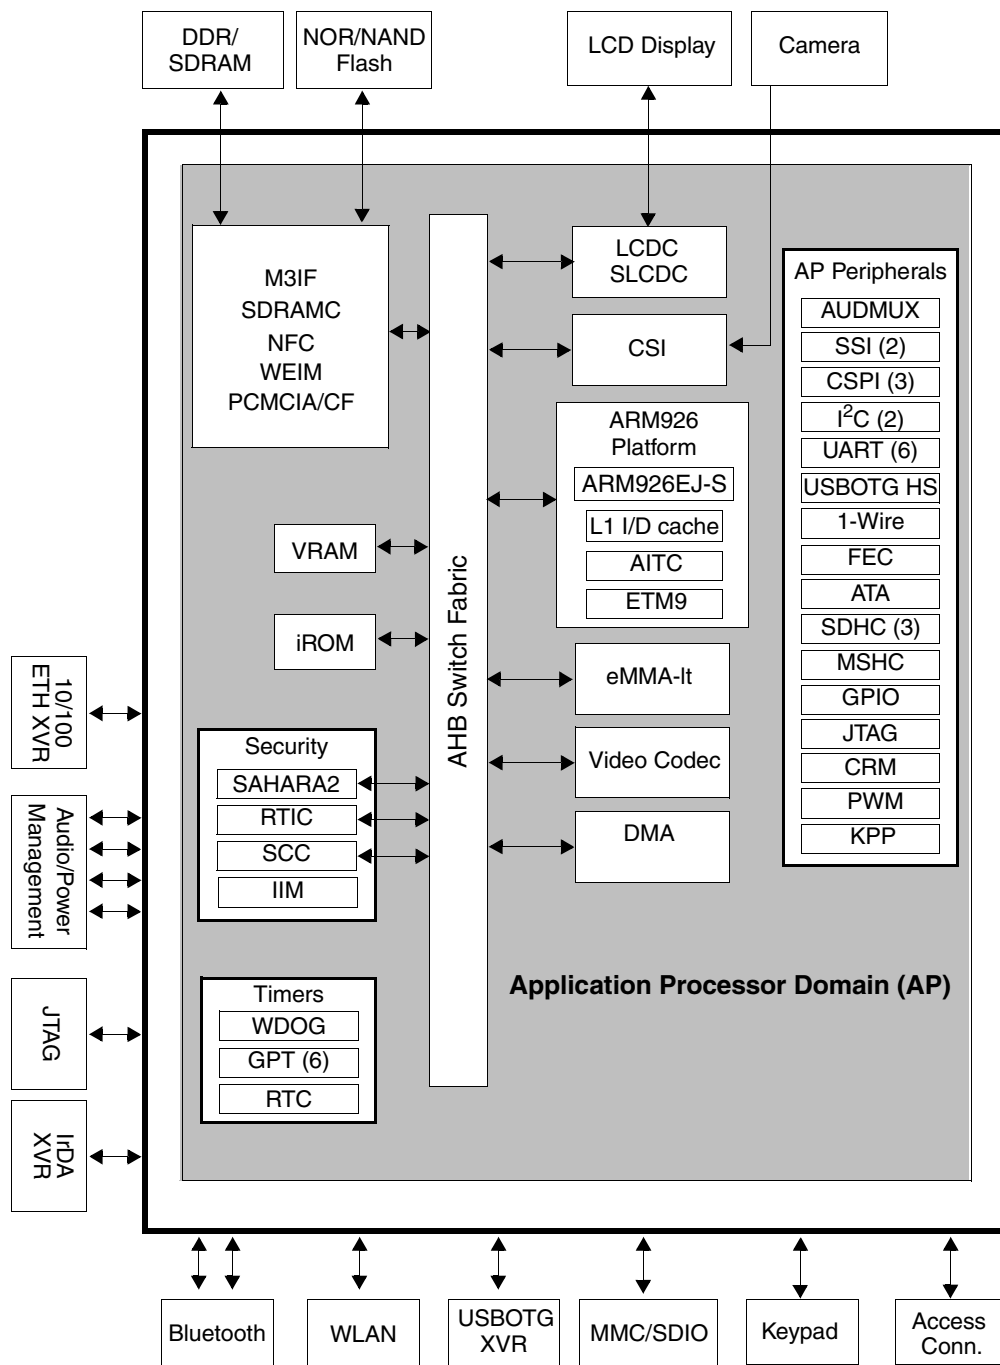 DDR/
SDRAM
NOR/NAND
Flash
LCD Display
Camera
M3IF
SDRAMC
NFC
WEIM
PCMCIA/CF
VRAM
iROM
Security
SAHARA2
RTIC
SCC
IIM
Timers
WDOG
GPT (6)
RTC
AHB Switch Fabric
LCDC
SLCDC
CSI
ARM926
Platform
ARM926EJ-S
L1 I/D cache
AITC
ETM9
eMMA-lt
Video Codec
DMA
AP Peripherals
AUDMUX
SSI (2)
CSPI (3)
I²C (2)
UART (6)
USBOTG HS
1-Wire
FEC
ATA
SDHC (3)
MSHC
GPIO
JTAG
CRM
PWM
KPP
Application Processor Domain (AP)
10/100
ETH XVR
Audio/Power
Management
JTAG
IrDA
XVR
Bluetooth
WLAN
USBOTG
XVR
MMC/SDIO
Keypad
Access
Conn.